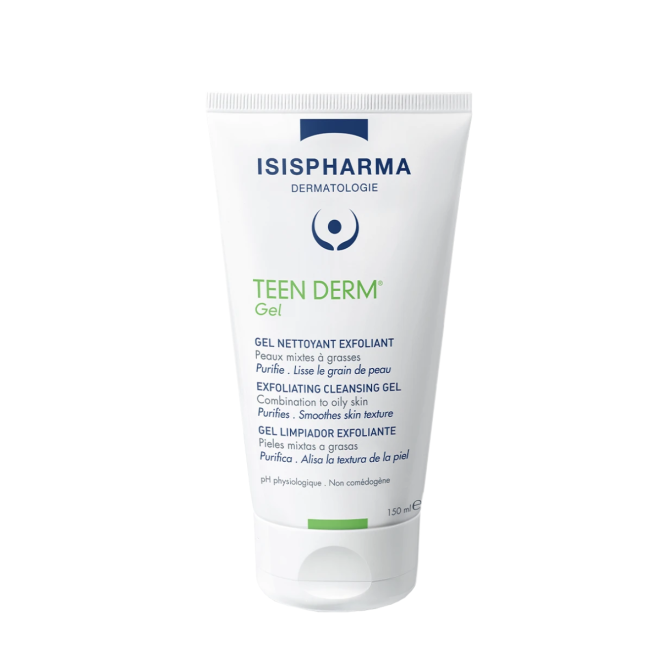 ISISPHARMA
DERMATOLOGIE
TEEN DERM®
Gel
GEL NETTOYANT EXFOLIANT
Peaux mixtes à grasses
Purifie . Lisse le grain de peau
EXFOLIATING CLEANSING GEL
Combination to oily skin
Purifies . Smoothes skin texture
GEL LIMPIADOR EXFOLIANTE
Pieles mixtas a grasas
Purifica . Alisa la textura de la piel
pH physiologique . Non comédogène
150 ml ℮